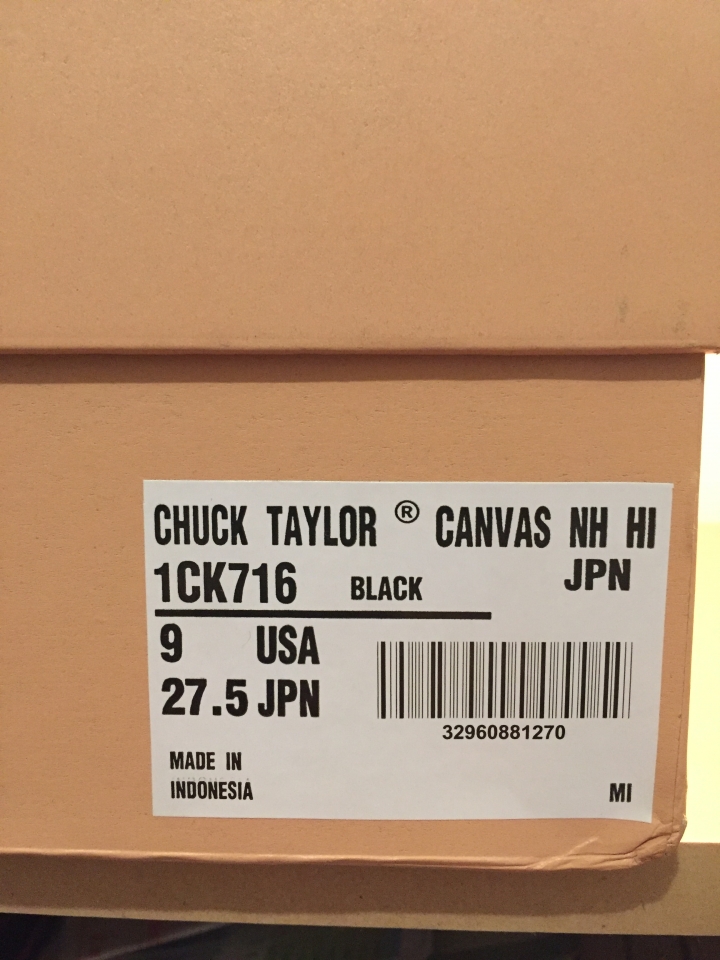 CHUCK TAYLOR ® CANVAS NH HI
1CK716 BLACK JPN
9 USA
27.5 JPN
32960881270
MADE IN
INDONESIA
MI